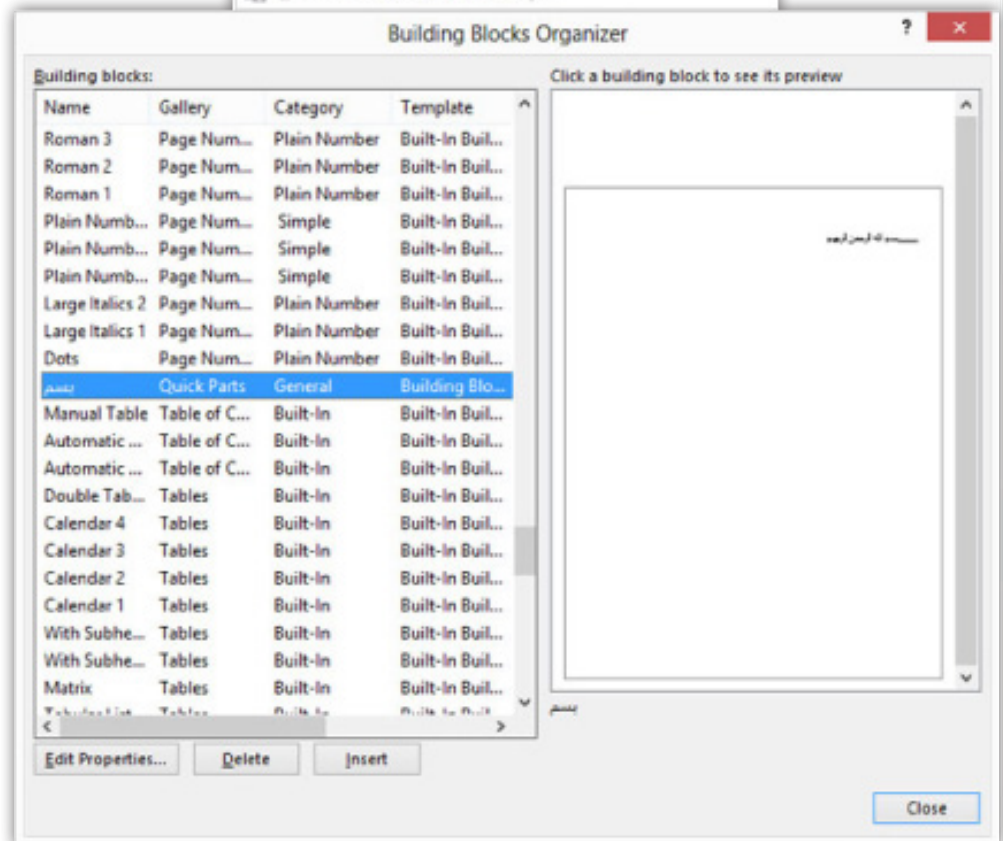 Building Blocks Organizer
? ×
Building blocks:
Click a building block to see its preview
Name Gallery Category Template
Roman 3 Page Num... Plain Number Built-In Buil...
Roman 2 Page Num... Plain Number Built-In Buil...
Roman 1 Page Num... Plain Number Built-In Buil...
Plain Numb... Page Num... Simple Built-In Buil...
Plain Numb... Page Num... Simple Built-In Buil...
Plain Numb... Page Num... Simple Built-In Buil...
Large Italics 2 Page Num... Plain Number Built-In Buil...
Large Italics 1 Page Num... Plain Number Built-In Buil...
Dots Page Num... Plain Number Built-In Buil...
بسم Quick Parts General Building Blo...
Manual Table Table of C... Built-In Built-In Buil...
Automatic ... Table of C... Built-In Built-In Buil...
Automatic ... Table of C... Built-In Built-In Buil...
Double Tab... Tables Built-In Built-In Buil...
Calendar 4 Tables Built-In Built-In Buil...
Calendar 3 Tables Built-In Built-In Buil...
Calendar 2 Tables Built-In Built-In Buil...
Calendar 1 Tables Built-In Built-In Buil...
With Subhe... Tables Built-In Built-In Buil...
With Subhe... Tables Built-In Built-In Buil...
Matrix Tables Built-In Built-In Buil...
بسم الله الرحمن الرحيم
بسم
Edit Properties... Delete Insert
Close